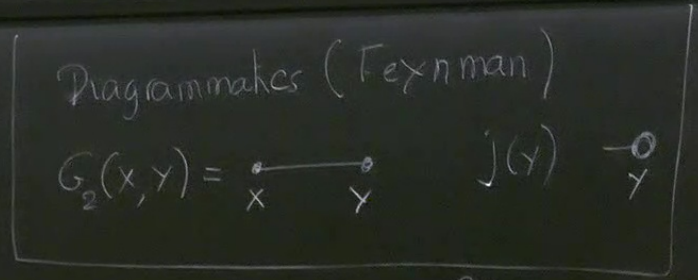 Diagrammatics (Feynman)
G₂(x,y) = x y j(y) y